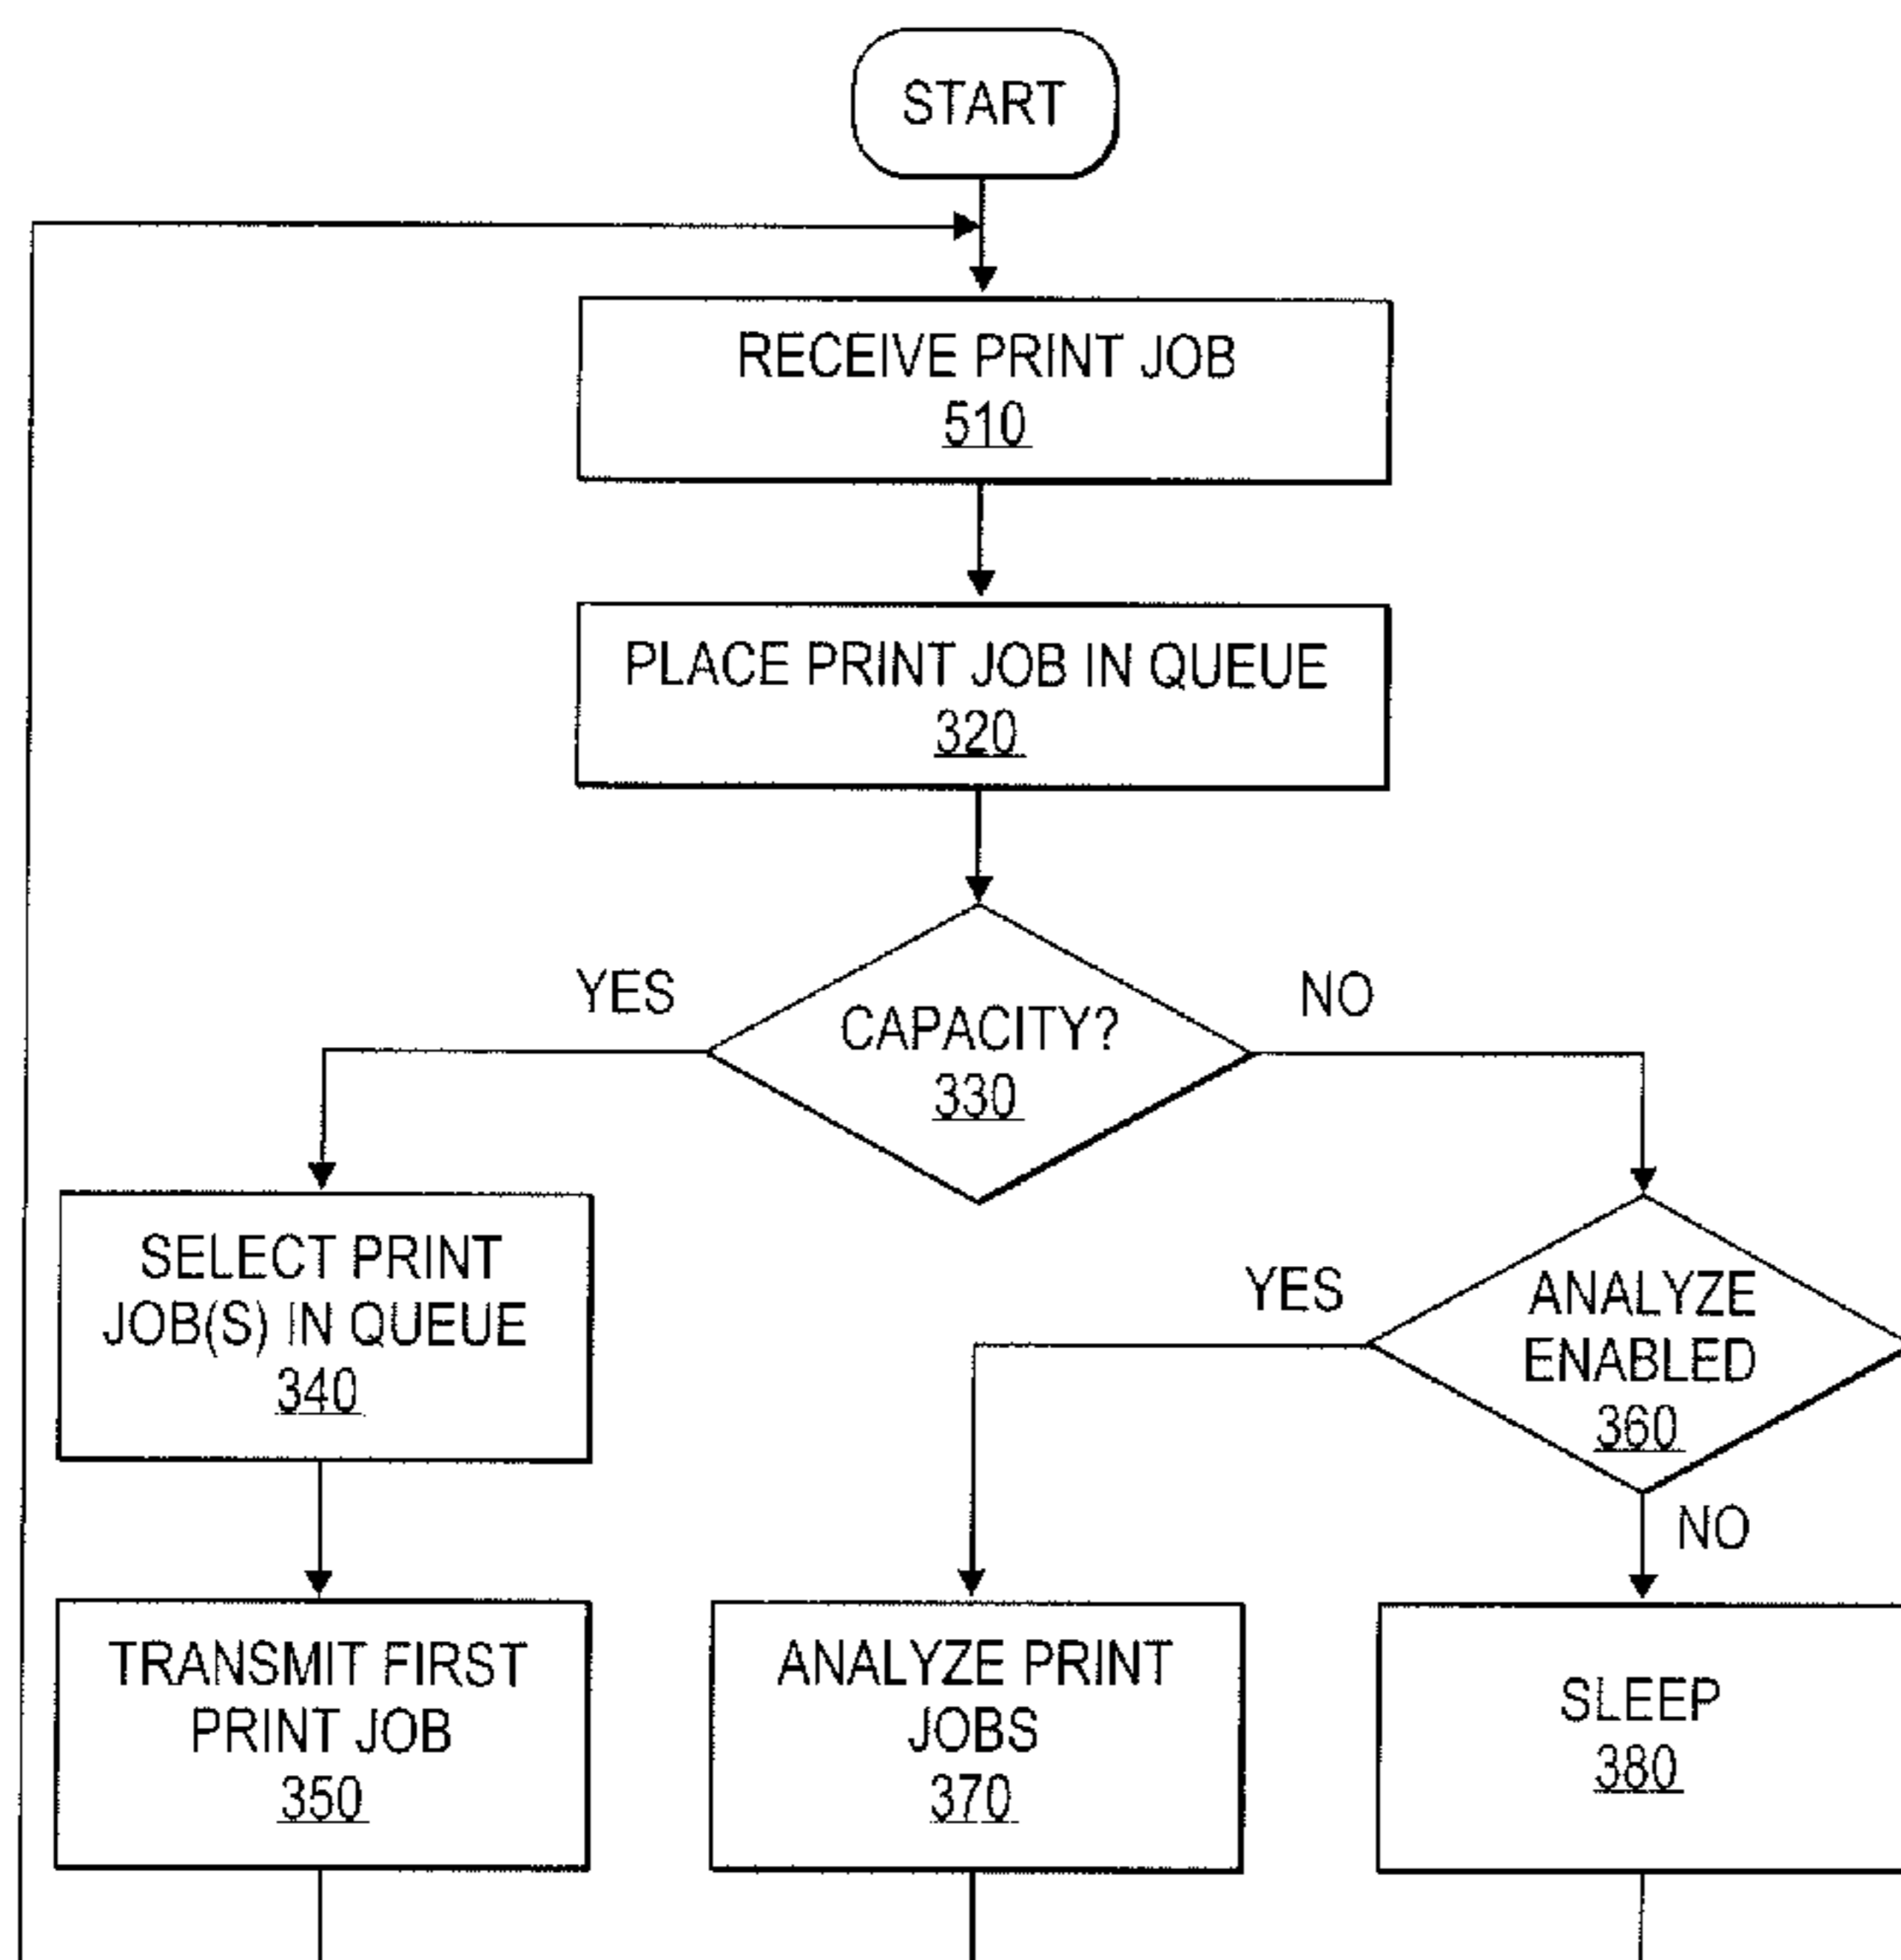 START
RECEIVE PRINT JOB
510
PLACE PRINT JOB IN QUEUE
320
YES
NO
CAPACITY?
330
SELECT PRINT
JOB(S) IN QUEUE
340
YES
ANALYZE
ENABLED
360
NO
TRANSMIT FIRST
PRINT JOB
350
ANALYZE PRINT
JOBS
370
SLEEP
380